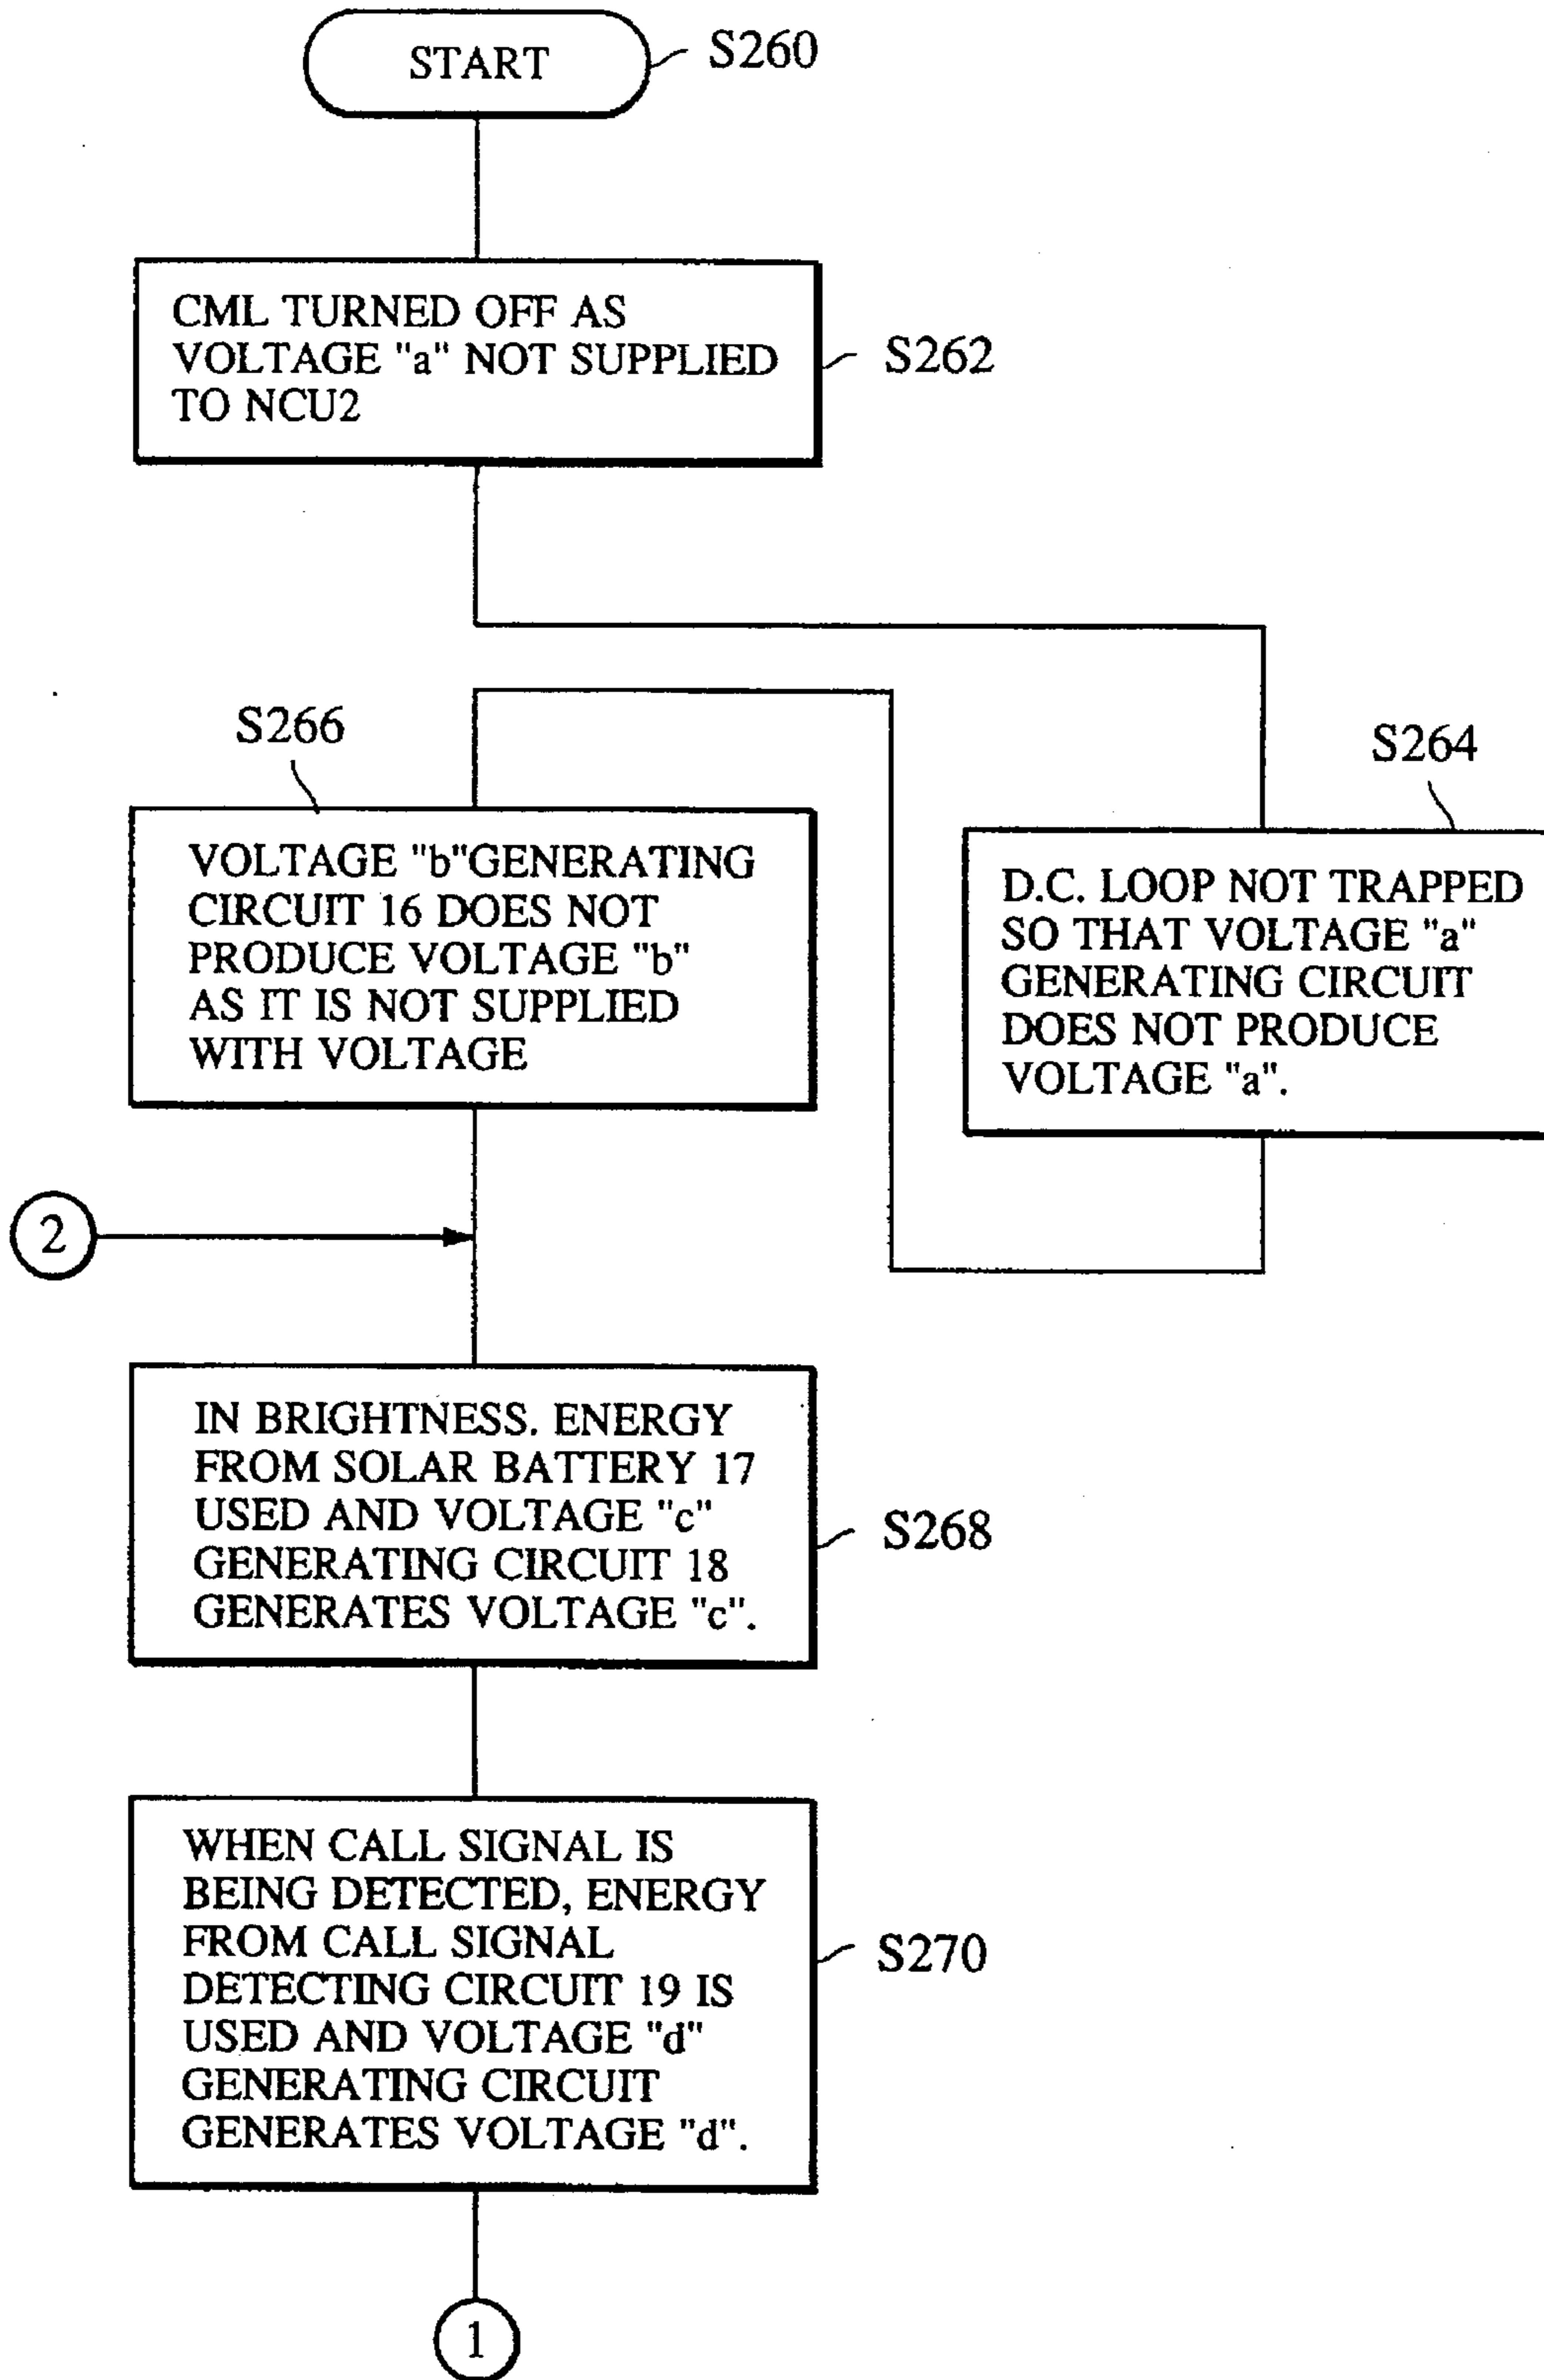 START
S260
CML TURNED OFF AS
VOLTAGE "a" NOT SUPPLIED
TO NCU2
S262
S264
D.C. LOOP NOT TRAPPED
SO THAT VOLTAGE "a"
GENERATING CIRCUIT
DOES NOT PRODUCE
VOLTAGE "a".
S266
VOLTAGE "b"GENERATING
CIRCUIT 16 DOES NOT
PRODUCE VOLTAGE "b"
AS IT IS NOT SUPPLIED
WITH VOLTAGE
2
IN BRIGHTNESS. ENERGY
FROM SOLAR BATTERY 17
USED AND VOLTAGE "c"
GENERATING CIRCUIT 18
GENERATES VOLTAGE "c".
S268
WHEN CALL SIGNAL IS
BEING DETECTED, ENERGY
FROM CALL SIGNAL
DETECTING CIRCUIT 19 IS
USED AND VOLTAGE "d"
GENERATING CIRCUIT
GENERATES VOLTAGE "d".
S270
1